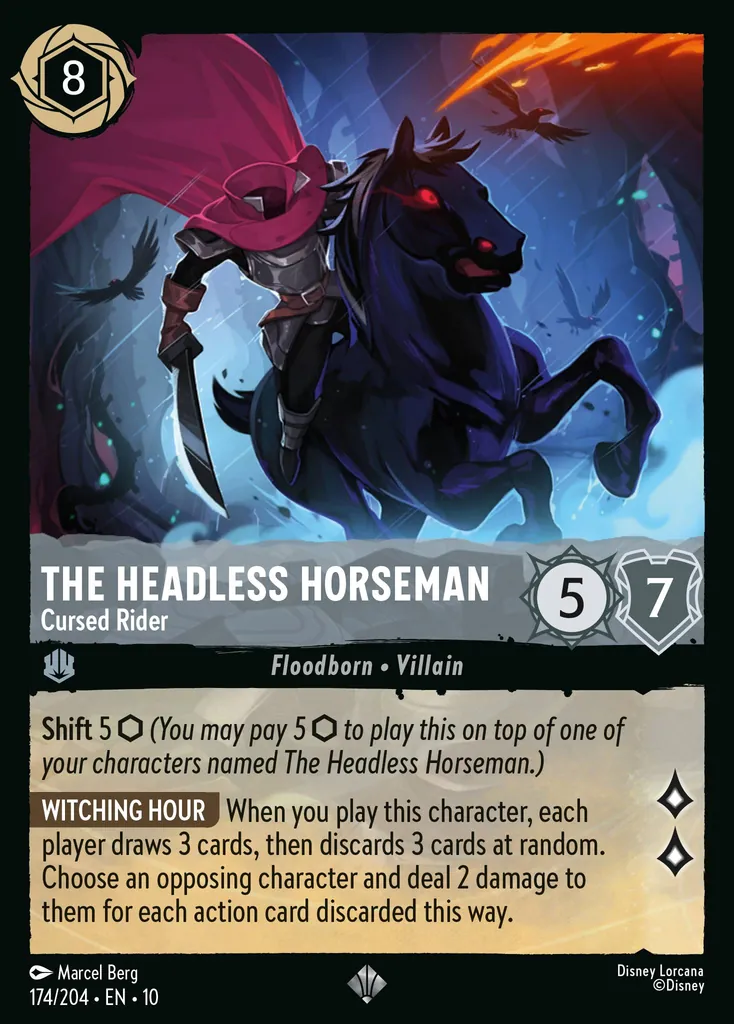 8
THE HEADLESS HORSEMAN
Cursed Rider
5
7
Floodborn • Villain
Shift 5 ⬡ (You may pay 5 ⬡ to play this on top of one of
your characters named The Headless Horseman.)
WITCHING HOUR When you play this character, each
player draws 3 cards, then discards 3 cards at random.
Choose an opposing character and deal 2 damage to
them for each action card discarded this way.
Marcel Berg
174/204 • EN • 10
Disney Lorcana
©Disney